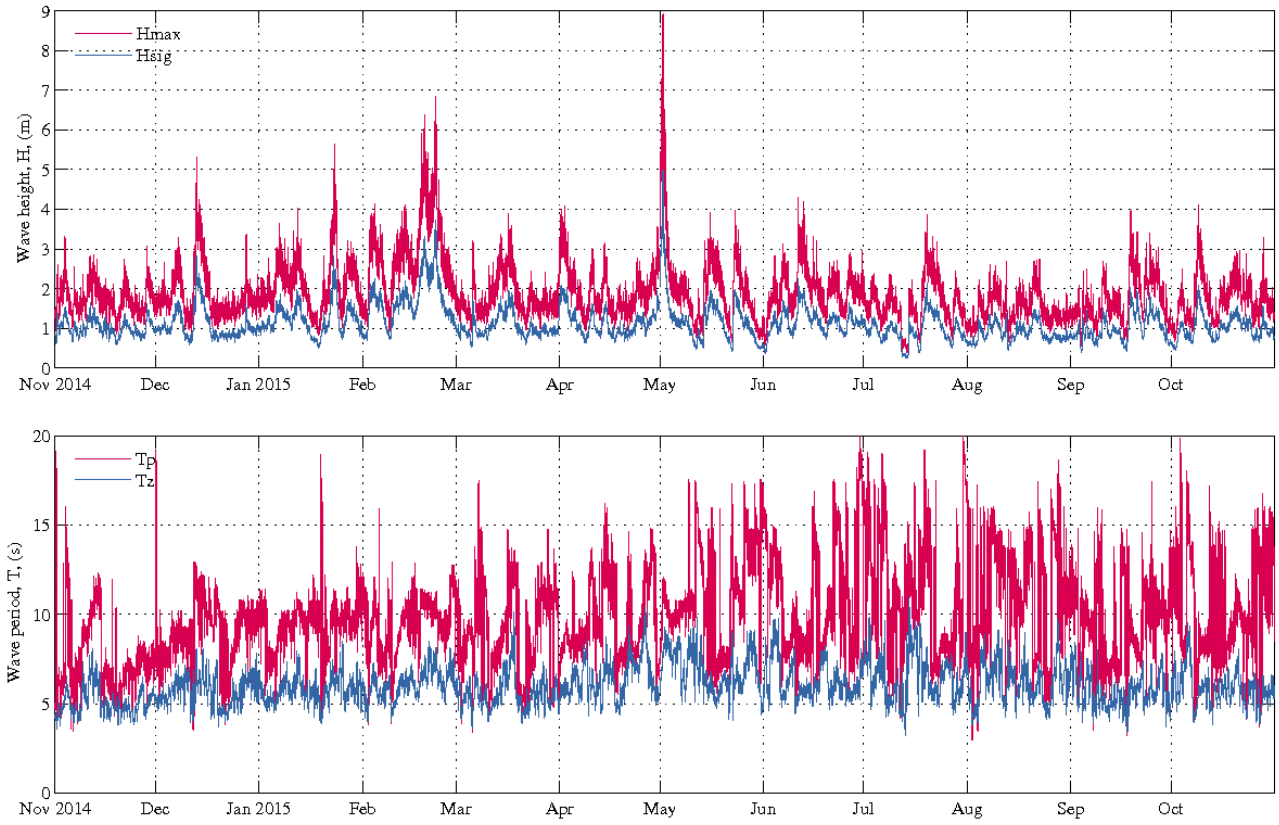 Wave height, H, (m)
9
8
7
6
5
4
3
2
1
0
Hmax
Hsig
Nov 2014 Dec Jan 2015 Feb Mar Apr May Jun Jul Aug Sep Oct
Wave period, T, (s)
20
15
10
5
0
Tp
Tz
Nov 2014 Dec Jan 2015 Feb Mar Apr May Jun Jul Aug Sep Oct